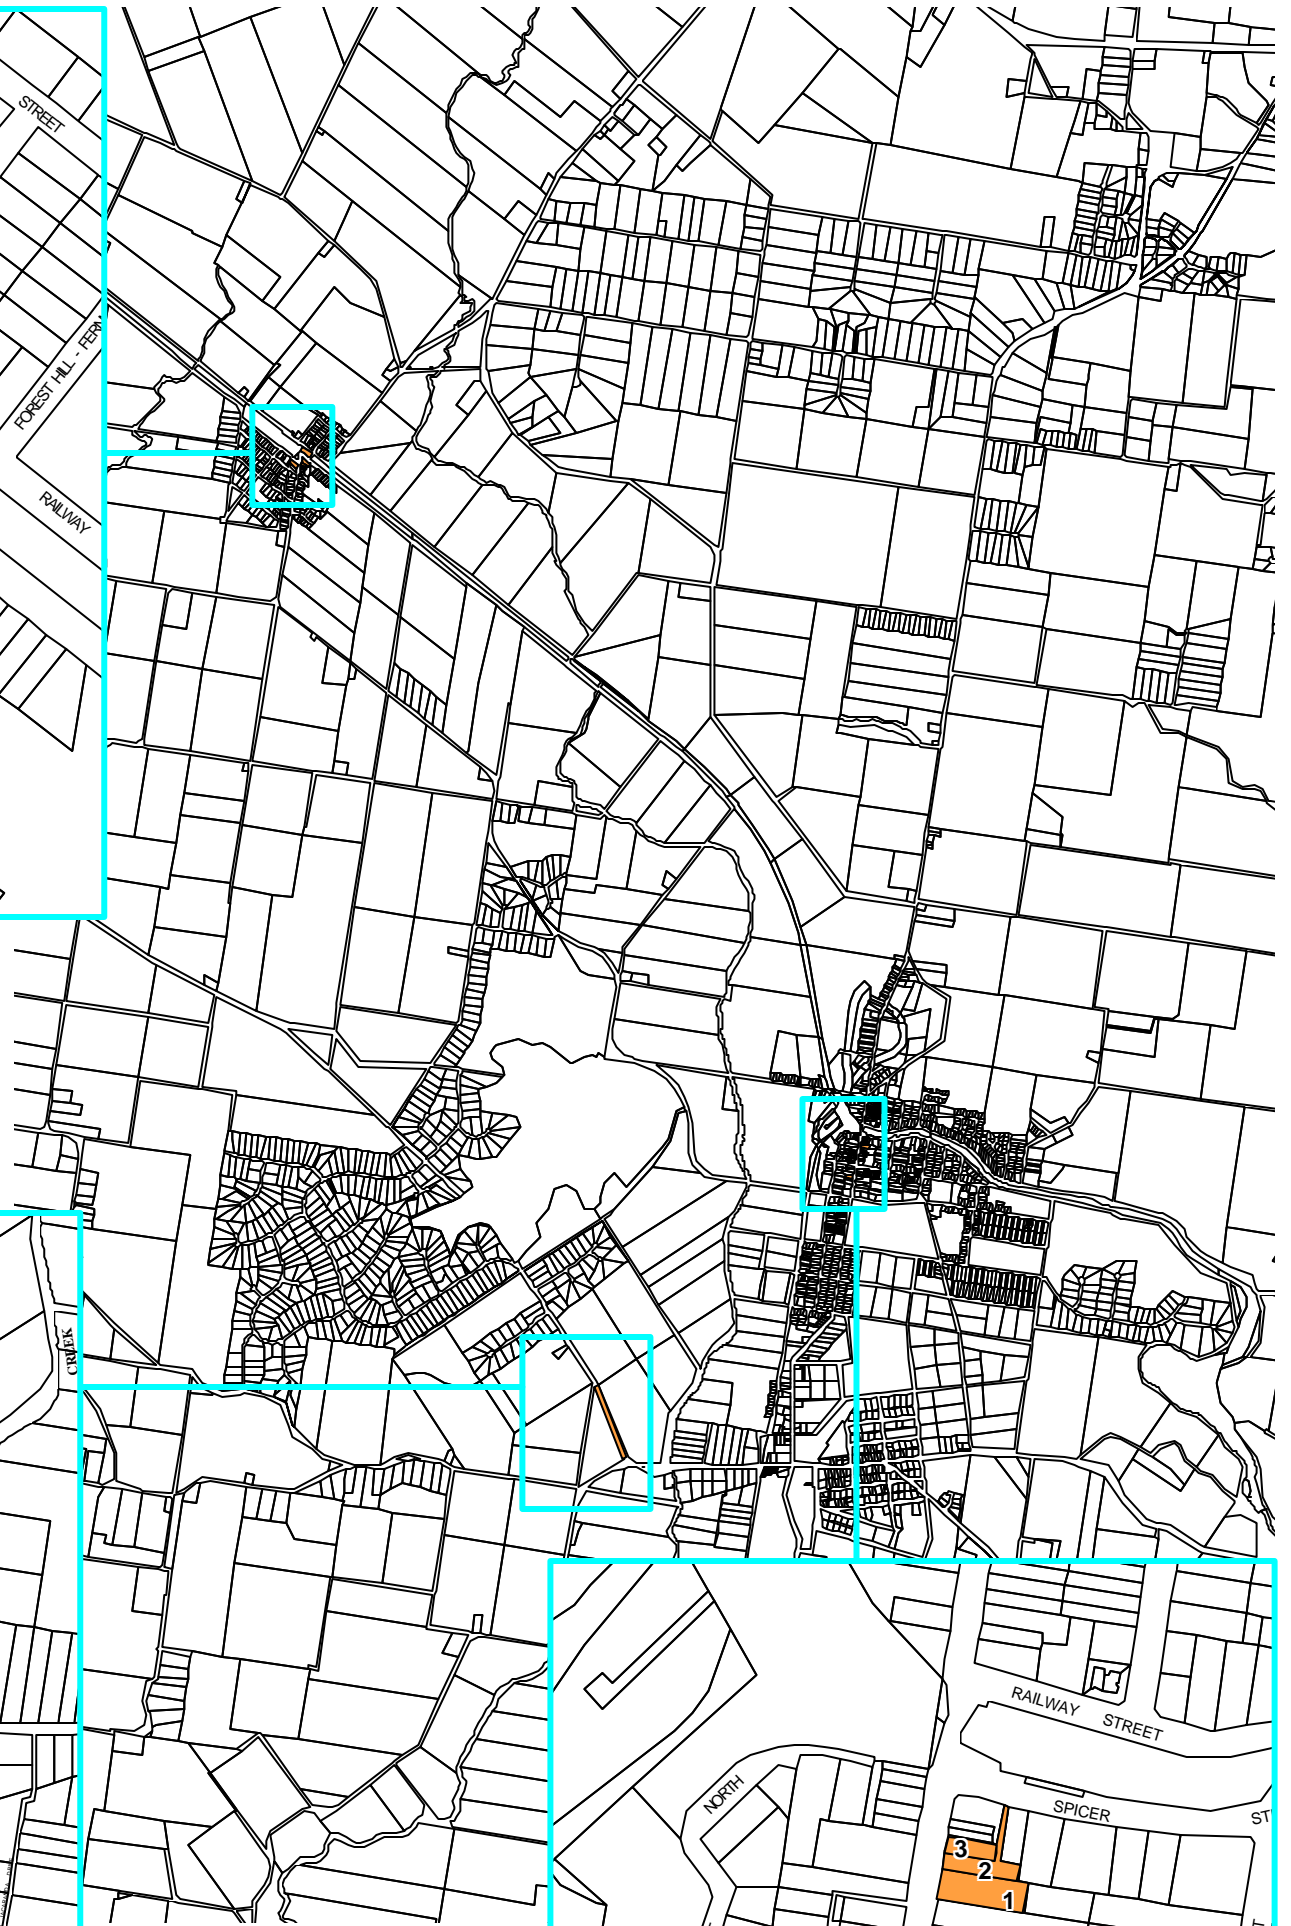 STREET
FOREST HILL - FERN
RAILWAY
CREEK
RAILWAY STREET
NORTH
SPICER
ST
3
2
1